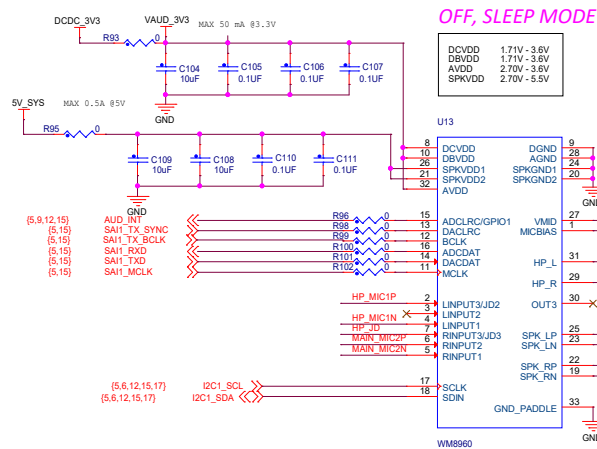 OFF, SLEEP MODE
DCDC_3V3
VAUD_3V3
MAX 50 mA @3.3V
R93
0
C104
10uF
C105
0.1UF
C106
0.1UF
C107
0.1UF
GND
DCVDD 1.71V - 3.6V
DBVDD 1.71V - 3.6V
AVDD 2.70V - 3.6V
SPKVDD 2.70V - 5.5V
5V_SYS
MAX 0.5A @5V
R95
0
C109
10uF
C108
10uF
C110
0.1UF
C111
0.1UF
GND
U13
8 DCVDD
10 DBVDD
26 SPKVDD1
21 SPKVDD2
32 AVDD
DGND 9
AGND 28
SPKGND1 24
SPKGND2 20
GND
{5,9,12,15} AUD_INT R96 0 15 ADCLRC/GPIO1
{5,15} SAI1_TX_SYNC R98 0 13 DACLRC
{5,15} SAI1_TX_BCLK R99 0 12 BCLK
{5,15} SAI1_RXD R100 0 16 ADCDAT
{5,15} SAI1_TXD R101 0 14 DACDAT
{5,15} SAI1_MCLK R102 0 11 MCLK
VMID 27
MICBIAS 1
HP_L 31
HP_R 29
OUT3 30
HP_MIC1P 2 LINPUT3/JD2
3 LINPUT2
HP_MIC1N 4 LINPUT1
HP_JD 7 RINPUT3/JD3
MAIN_MIC2P 6 RINPUT2
MAIN_MIC2N 5 RINPUT1
SPK_LP 25
SPK_LN 23
SPK_RP 22
SPK_RN 19
{5,6,12,15,17} I2C1_SCL 17 SCLK
{5,6,12,15,17} I2C1_SDA 18 SDIN
GND_PADDLE 33
GND
WM8960